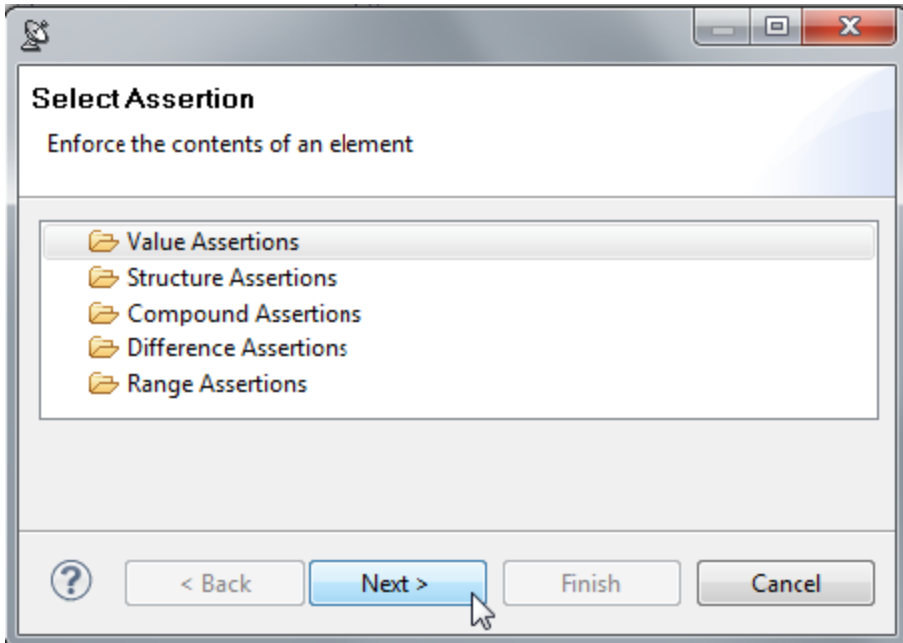 Select Assertion
Enforce the contents of an element
Value Assertions
Structure Assertions
Compound Assertions
Difference Assertions
Range Assertions
? < Back Next > Finish Cancel